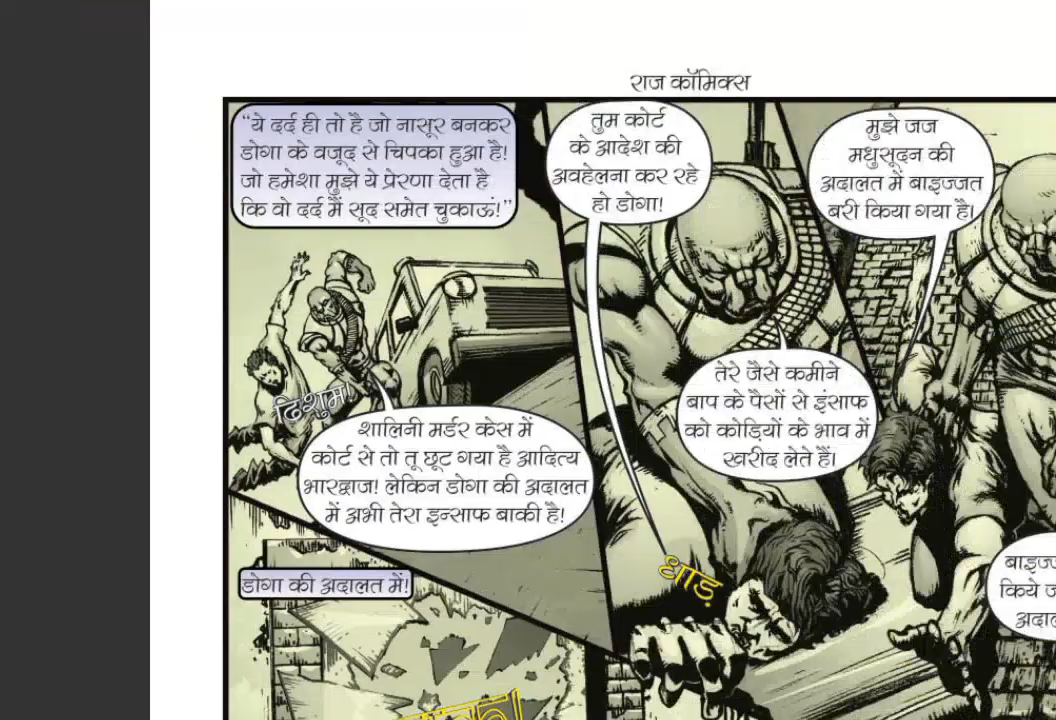 राज कॉमिक्स
"ये दर्द ही तो है जो नासूर बनकर
डोगा के वजूद से चिपका हुआ है!
जो हमेशा मुझे ये प्रेरणा देता है
कि वो दर्द मैं सूद समेत चुकाऊं!"
ढिशुम!
शालिनी मर्डर केस में
कोर्ट से तो तू छूट गया है आदित्य
भारद्वाज! लेकिन डोगा की अदालत
में अभी तेरा इन्साफ बाकी है!
तुम कोर्ट
के आदेश की
अवहेलना कर रहे
हो डोगा!
तेरे जैसे कमीने
बाप के पैसों से इंसाफ
को कोड़ियों के भाव में
खरीद लेते हैं।
धाड़
मुझे जज
मधुसूदन की
अदालत में बाइज्जत
बरी किया गया है।
डोगा की अदालत में!
किये